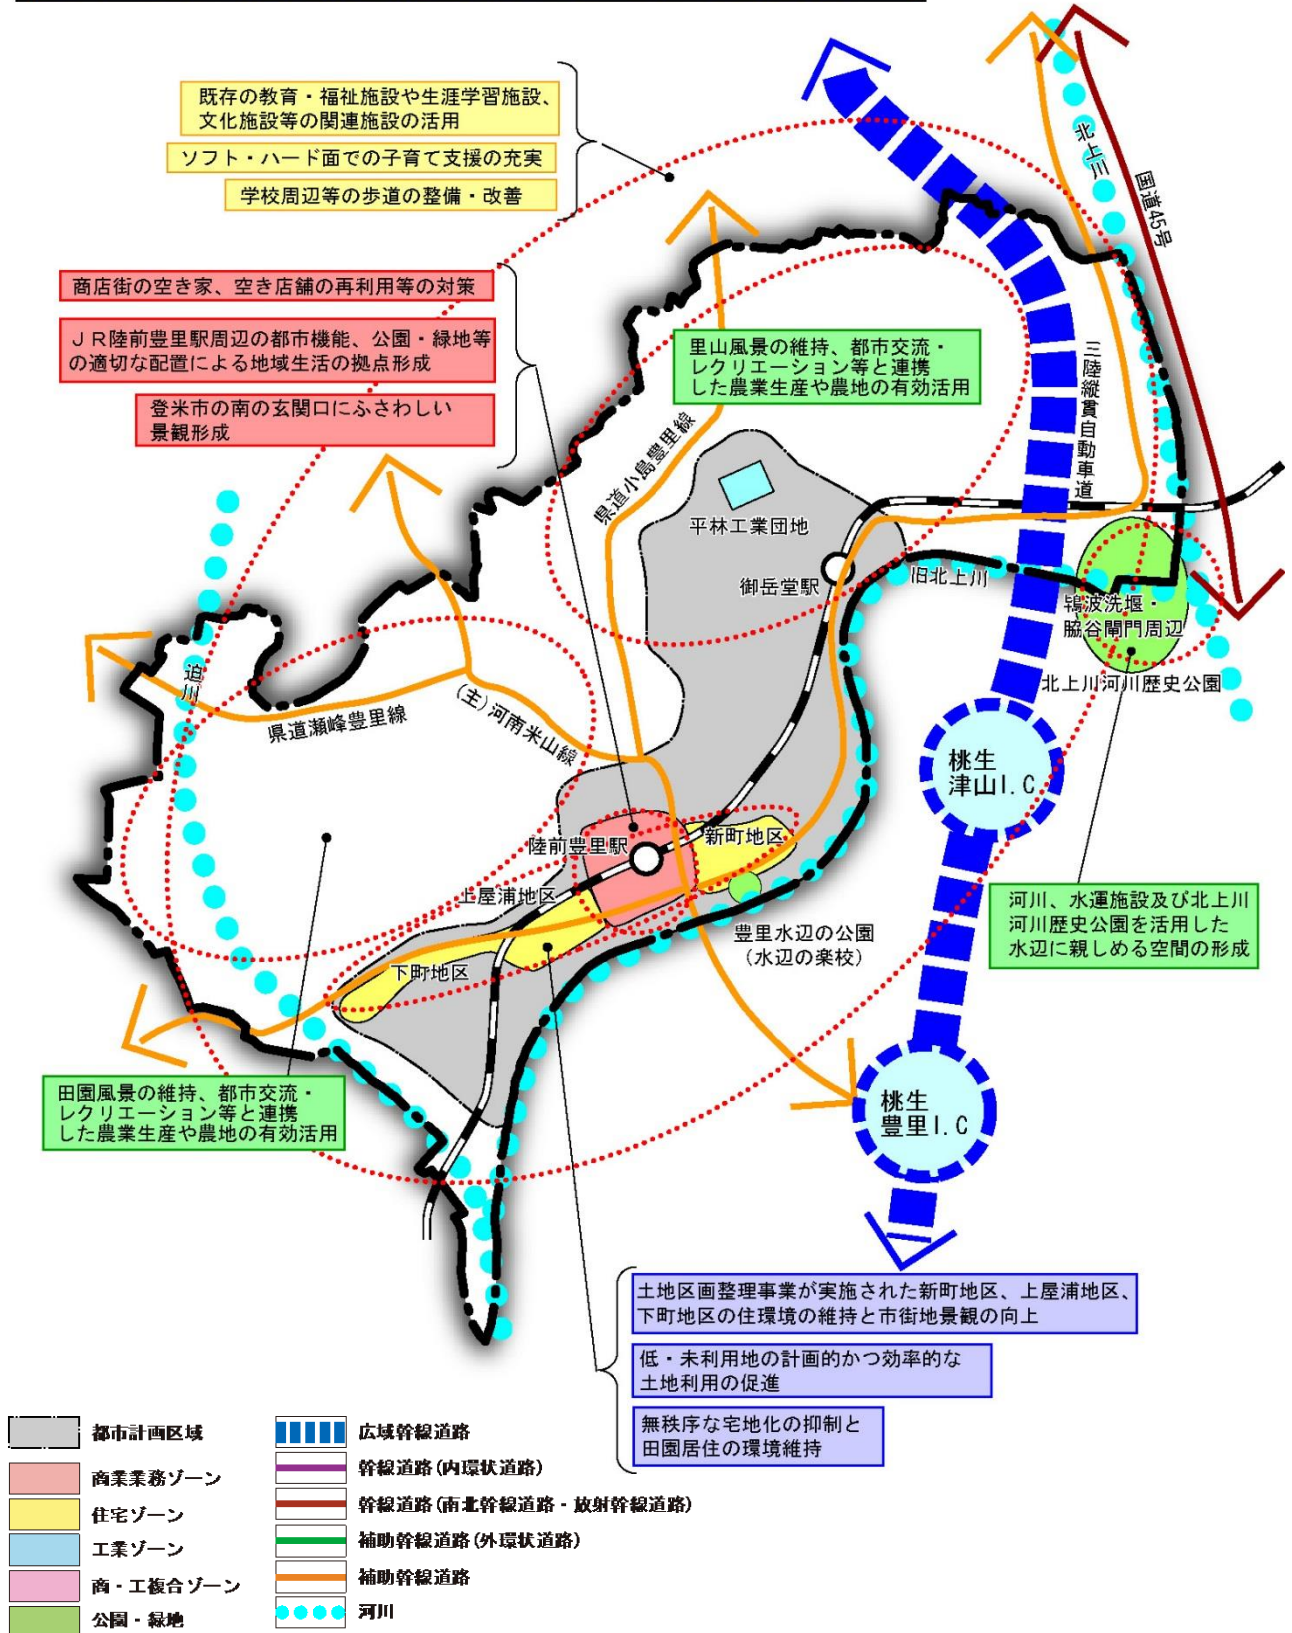 既存の教育・福祉施設や生涯学習施設、
文化施設等の関連施設の活用
ソフト・ハード面での子育て支援の充実
学校周辺等の歩道の整備・改善
商店街の空き家、空き店舗の再利用等の対策
ＪＲ陸前豊里駅周辺の都市機能、公園・緑地等
の適切な配置による地域生活の拠点形成
登米市の南の玄関口にふさわしい
景観形成
里山風景の維持、都市交流・
レクリエーション等と連携
した農業生産や農地の有効活用
北上川
国道45号
三陸縦貫自動車道
県道小島豊里線
平林工業団地
御岳堂駅
旧北上川
鴇波洗堰・
脇谷閘門周辺
北上川河川歴史公園
迫川
県道瀬峰豊里線
(主)河南米山線
桃生
津山I.C
陸前豊里駅
新町地区
上屋浦地区
下町地区
豊里水辺の公園
(水辺の楽校)
河川、水運施設及び北上川
河川歴史公園を活用した
水辺に親しめる空間の形成
桃生
豊里I.C
田園風景の維持、都市交流・
レクリエーション等と連携
した農業生産や農地の有効活用
土地区画整理事業が実施された新町地区、上屋浦地区、
下町地区の住環境の維持と市街地景観の向上
低・未利用地の計画的かつ効率的な
土地利用の促進
無秩序な宅地化の抑制と
田園居住の環境維持
都市計画区域
商業業務ゾーン
住宅ゾーン
工業ゾーン
商・工複合ゾーン
公園・緑地
広域幹線道路
幹線道路(内環状道路)
幹線道路(南北幹線道路・放射幹線道路)
補助幹線道路(外環状道路)
補助幹線道路
河川